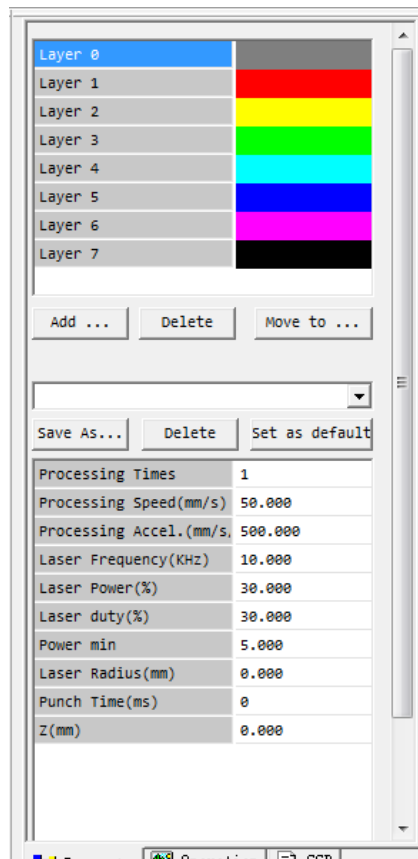 Layer 0
Layer 1
Layer 2
Layer 3
Layer 4
Layer 5
Layer 6
Layer 7
Add ... Delete Move to ...
Save As... Delete Set as default
Processing Times 1
Processing Speed(mm/s) 50.000
Processing Accel.(mm/s, 500.000
Laser Frequency(KHz) 10.000
Laser Power(%) 30.000
Laser duty(%) 30.000
Power min 5.000
Laser Radius(mm) 0.000
Punch Time(ms) 0
Z(mm) 0.000